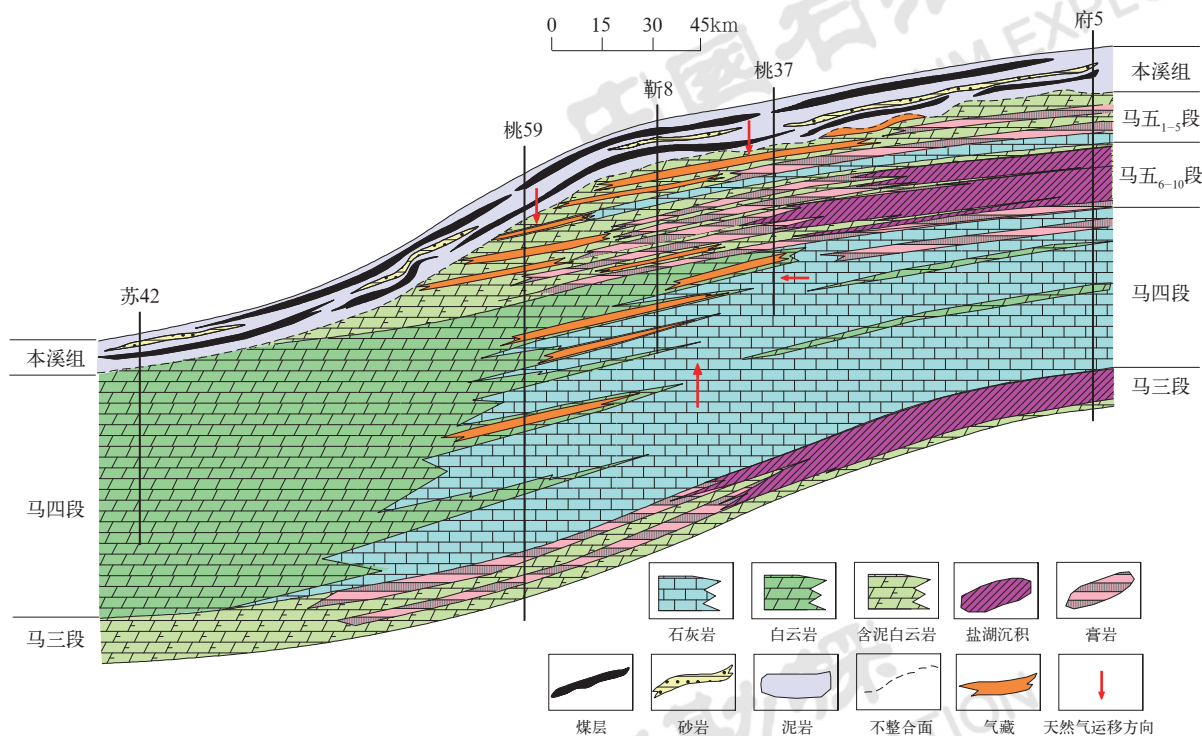 0 15 30 45km
府5
桃37
靳8
桃59
苏42
本溪组
马五1-5段
马五6-10段
马四段
马三段
本溪组
马四段
马三段
石灰岩
白云岩
含泥白云岩
盐湖沉积
膏岩
煤层
砂岩
泥岩
不整合面
气藏
天然气运移方向